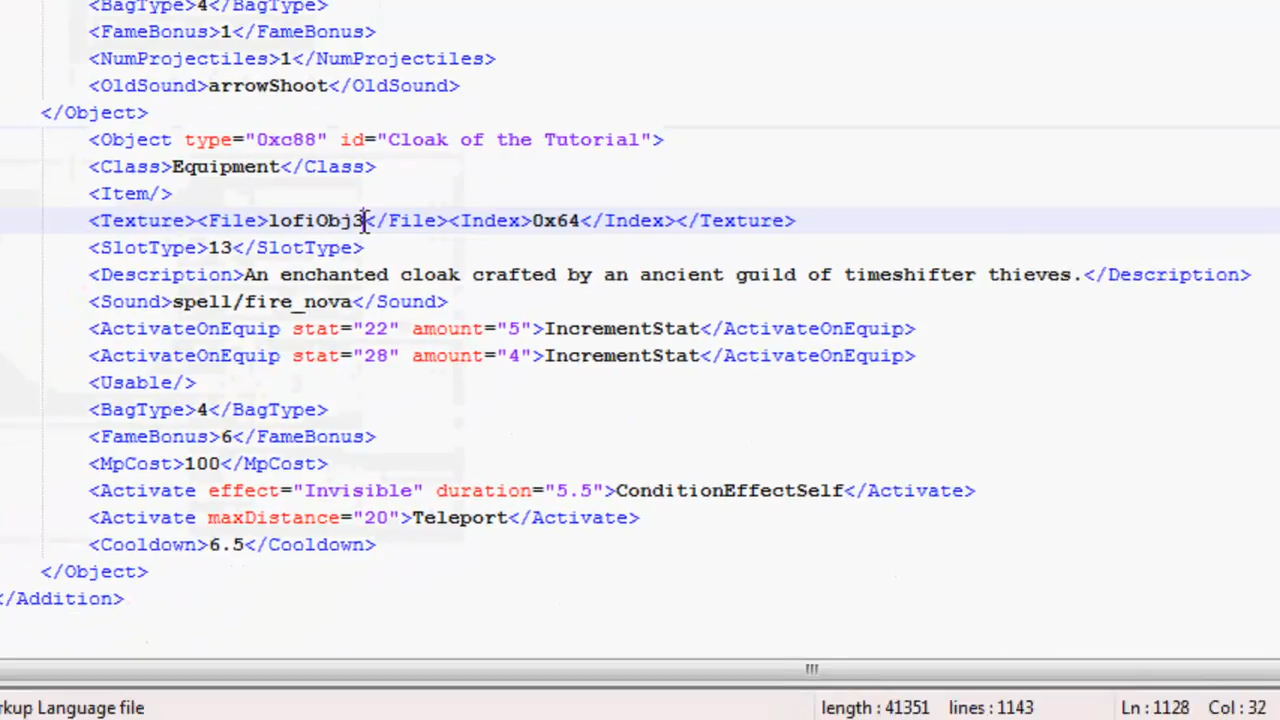 <BagType>4</BagType>
<FameBonus>1</FameBonus>
<NumProjectiles>1</NumProjectiles>
<OldSound>arrowShoot</OldSound>
</Object>
<Object type="0xc88" id="Cloak of the Tutorial">
<Class>Equipment</Class>
<Item/>
<Texture><File>lofiObj3</File><Index>0x64</Index></Texture>
<SlotType>13</SlotType>
<Description>An enchanted cloak crafted by an ancient guild of timeshifter thieves.</Description>
<Sound>spell/fire_nova</Sound>
<ActivateOnEquip stat="22" amount="5">IncrementStat</ActivateOnEquip>
<ActivateOnEquip stat="28" amount="4">IncrementStat</ActivateOnEquip>
<Usable/>
<BagType>4</BagType>
<FameBonus>6</FameBonus>
<MpCost>100</MpCost>
<Activate effect="Invisible" duration="5.5">ConditionEffectSelf</Activate>
<Activate maxDistance="20">Teleport</Activate>
<Cooldown>6.5</Cooldown>
</Object>
</Addition>
rkup Language file length : 41351 lines : 1143 Ln : 1128 Col : 32